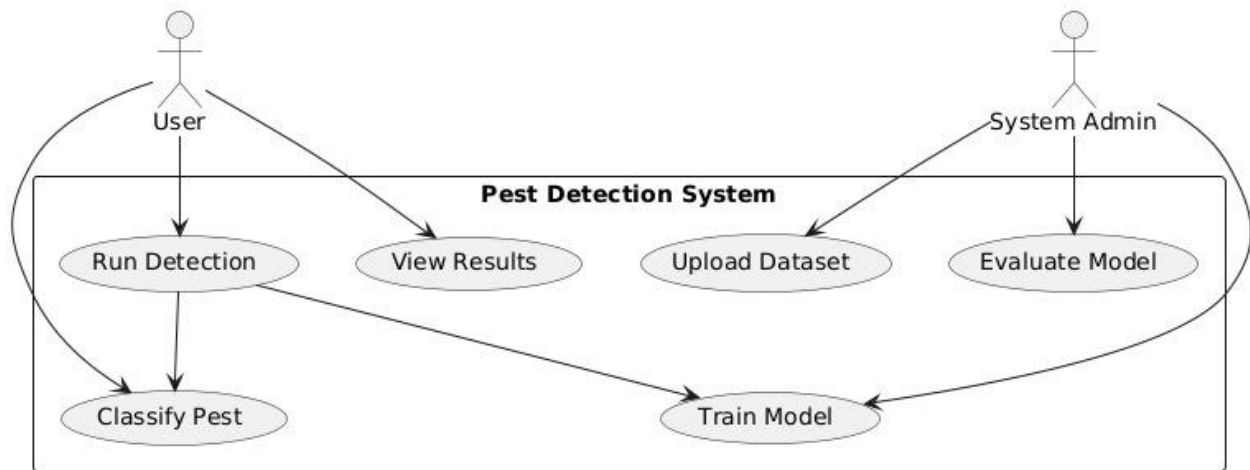 User
System Admin
Pest Detection System
Run Detection
View Results
Upload Dataset
Evaluate Model
Classify Pest
Train Model